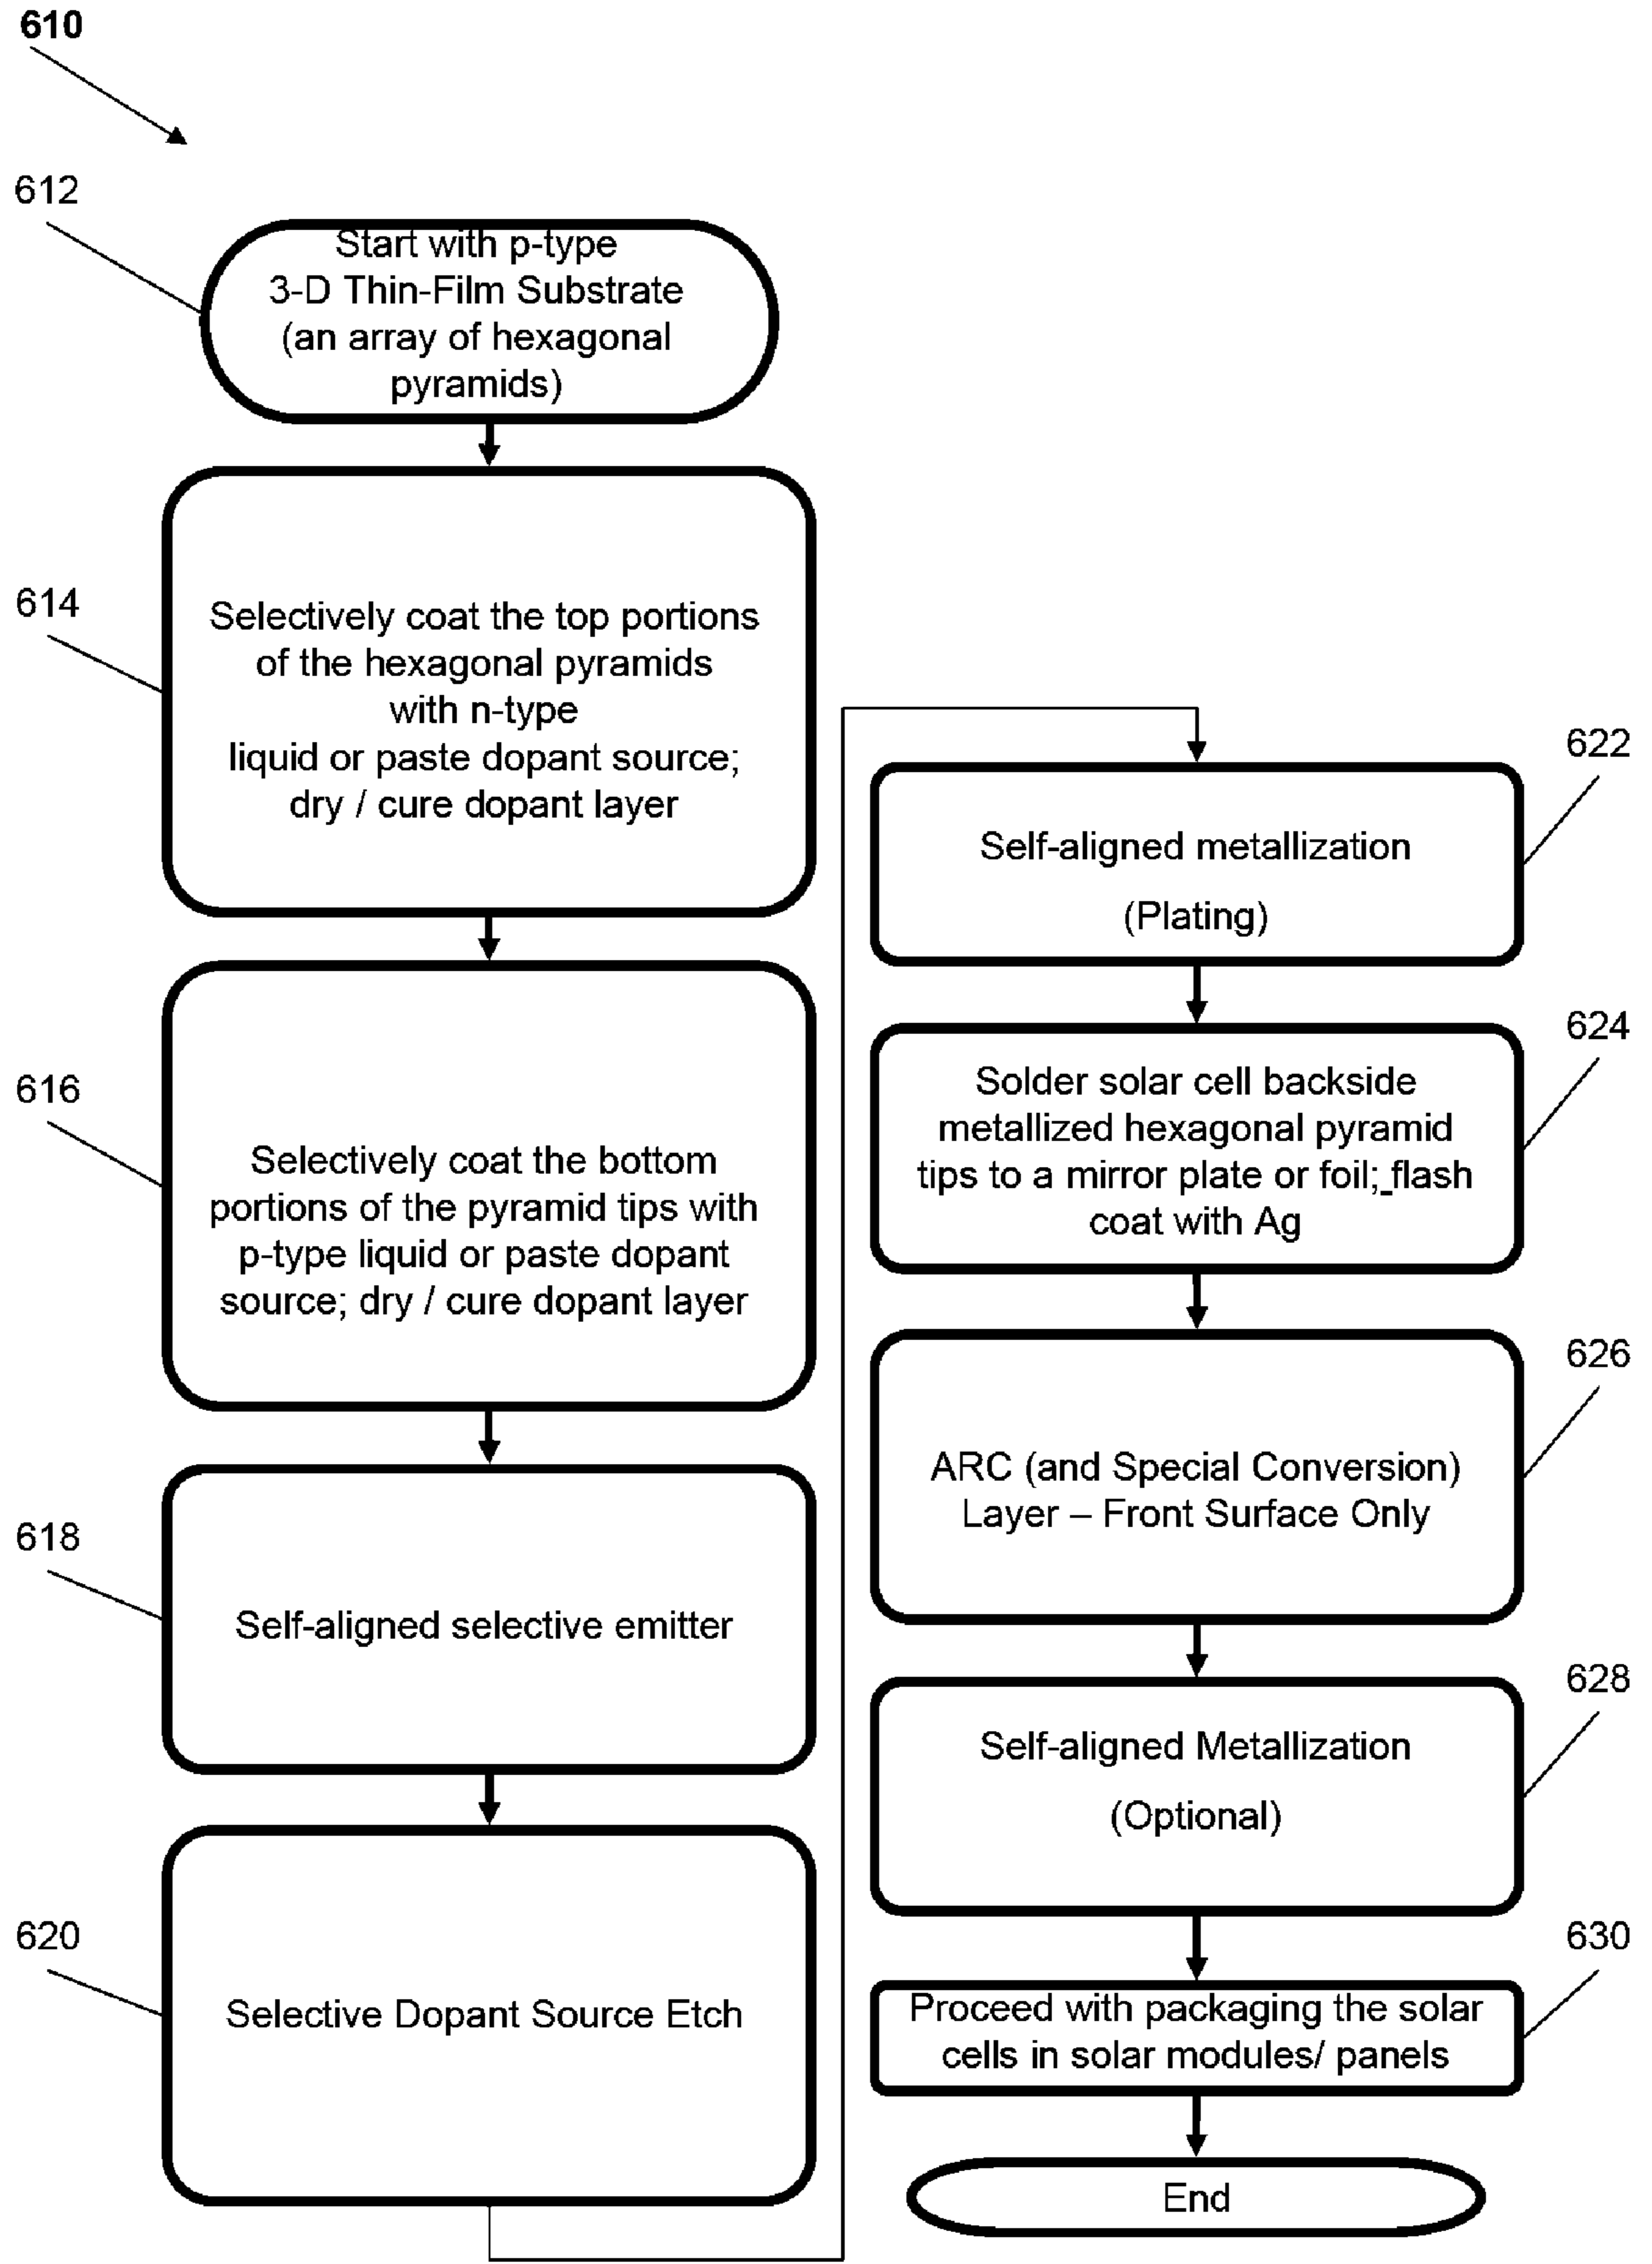 610
612
Start with p-type
3-D Thin-Film Substrate
(an array of hexagonal
pyramids)
614
Selectively coat the top portions
of the hexagonal pyramids
with n-type
liquid or paste dopant source;
dry / cure dopant layer
616
Selectively coat the bottom
portions of the pyramid tips with
p-type liquid or paste dopant
source; dry / cure dopant layer
618
Self-aligned selective emitter
620
Selective Dopant Source Etch
622
Self-aligned metallization
(Plating)
624
Solder solar cell backside
metallized hexagonal pyramid
tips to a mirror plate or foil; flash
coat with Ag
626
ARC (and Special Conversion)
Layer – Front Surface Only
628
Self-aligned Metallization
(Optional)
630
Proceed with packaging the solar
cells in solar modules/ panels
End